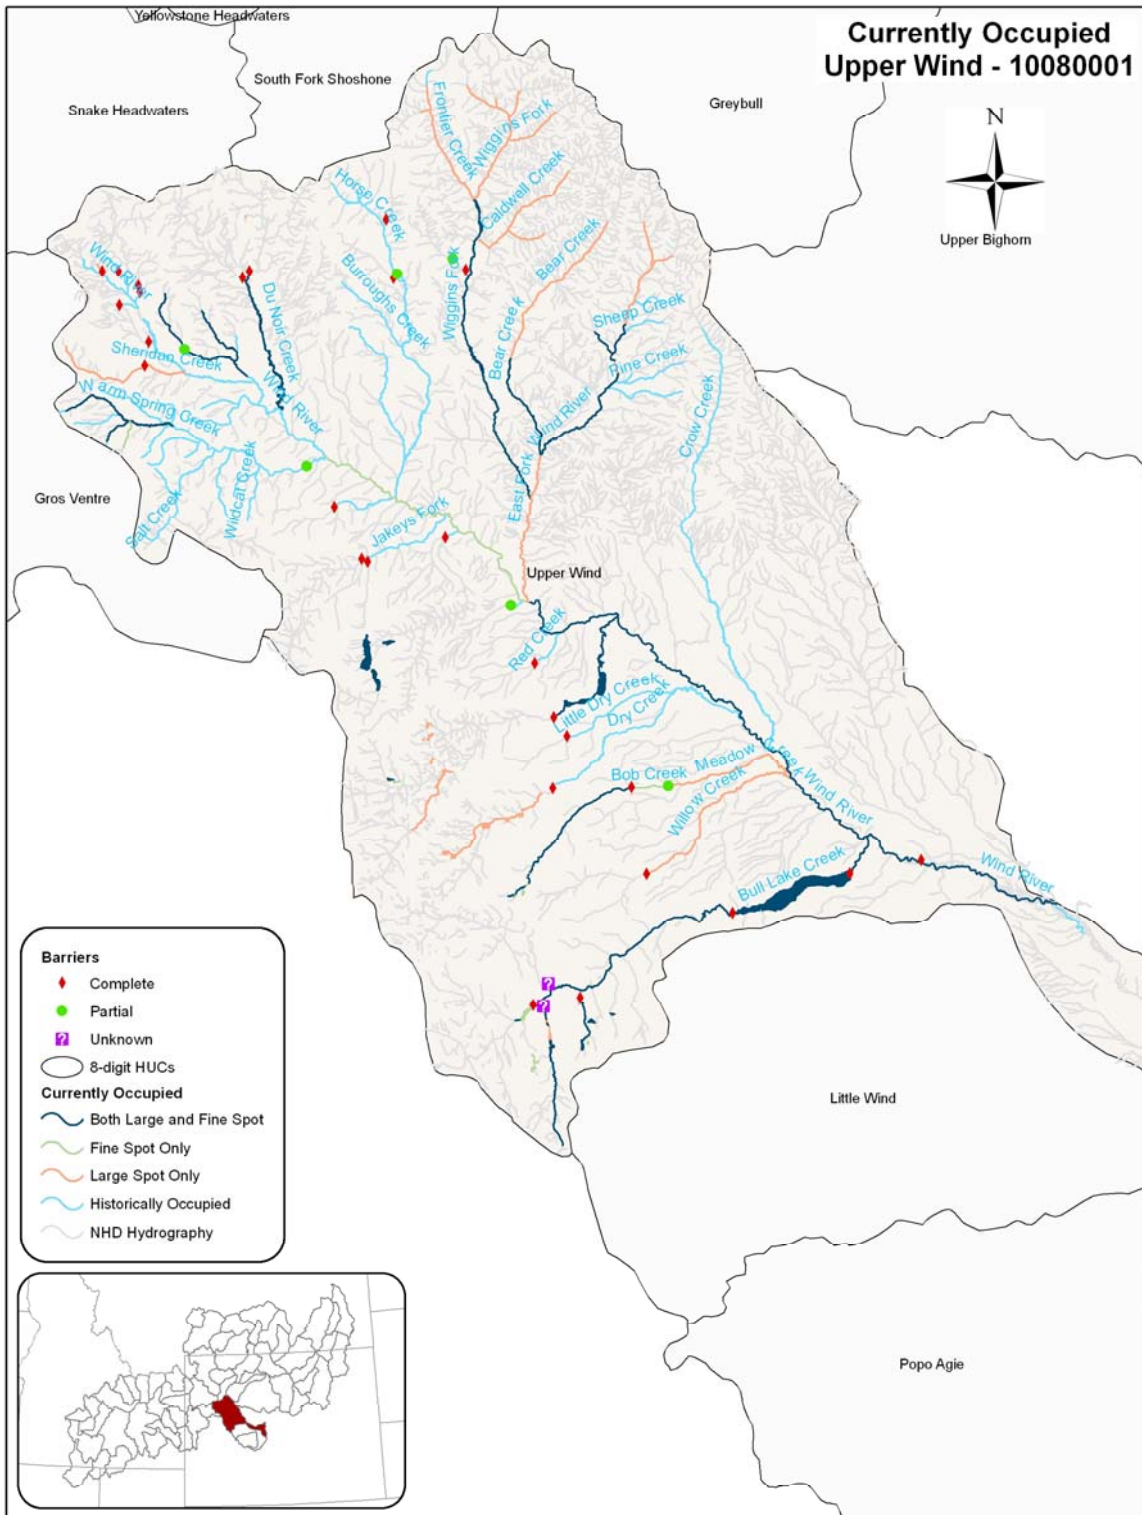 Yellowstone Headwaters
Currently Occupied
Upper Wind - 10080001
South Fork Shoshone
Snake Headwaters
Greybull
N
Upper Bighorn
Frontier Creek
Wiggins Fork
Horse Creek
Caldwell Creek
Wind River
Burroughs Creek
Wiggins Fork
Bear Creek
Du Noir Creek
Bear Creek
Sheep Creek
Sheridan Creek
Pine Creek
Warm Spring Creek
Wind River
East Fork Wind River
Crow Creek
Gros Ventre
Salt Creek
Wildcat Creek
Jakeys Fork
Upper Wind
Red Creek
Little Dry Creek
Dry Creek
Bob Creek
Meadow Creek
Willow Creek
Wind River
Bull Lake Creek
Wind River
Barriers
Complete
Partial
? Unknown
8-digit HUCs
Currently Occupied
Both Large and Fine Spot
Fine Spot Only
Large Spot Only
Historically Occupied
NHD Hydrography
?
?
Little Wind
Popo Agie